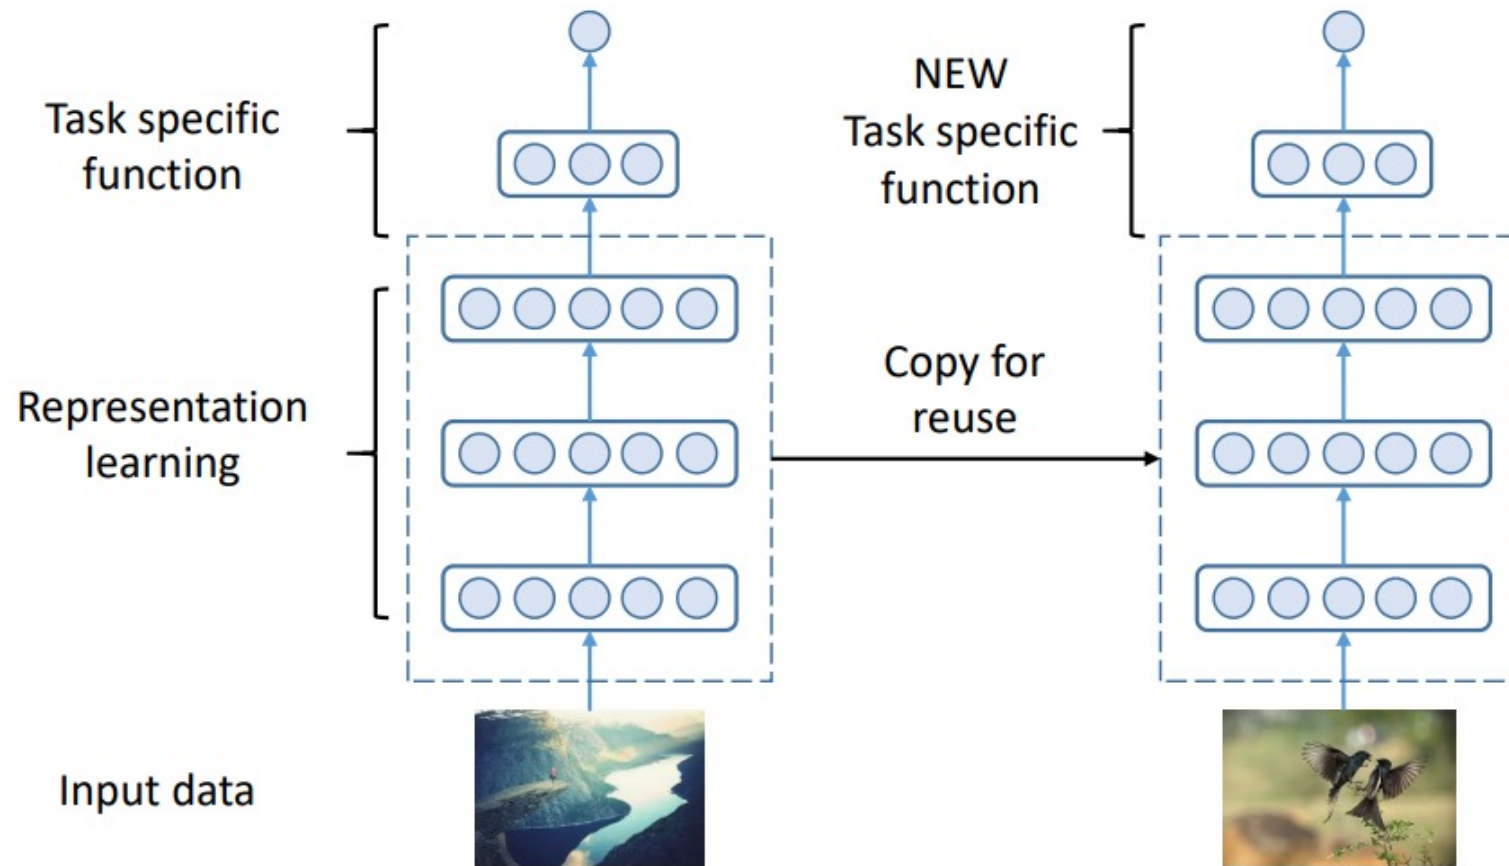 Task specific
function
NEW
Task specific
function
Representation
learning
Copy for
reuse
Input data